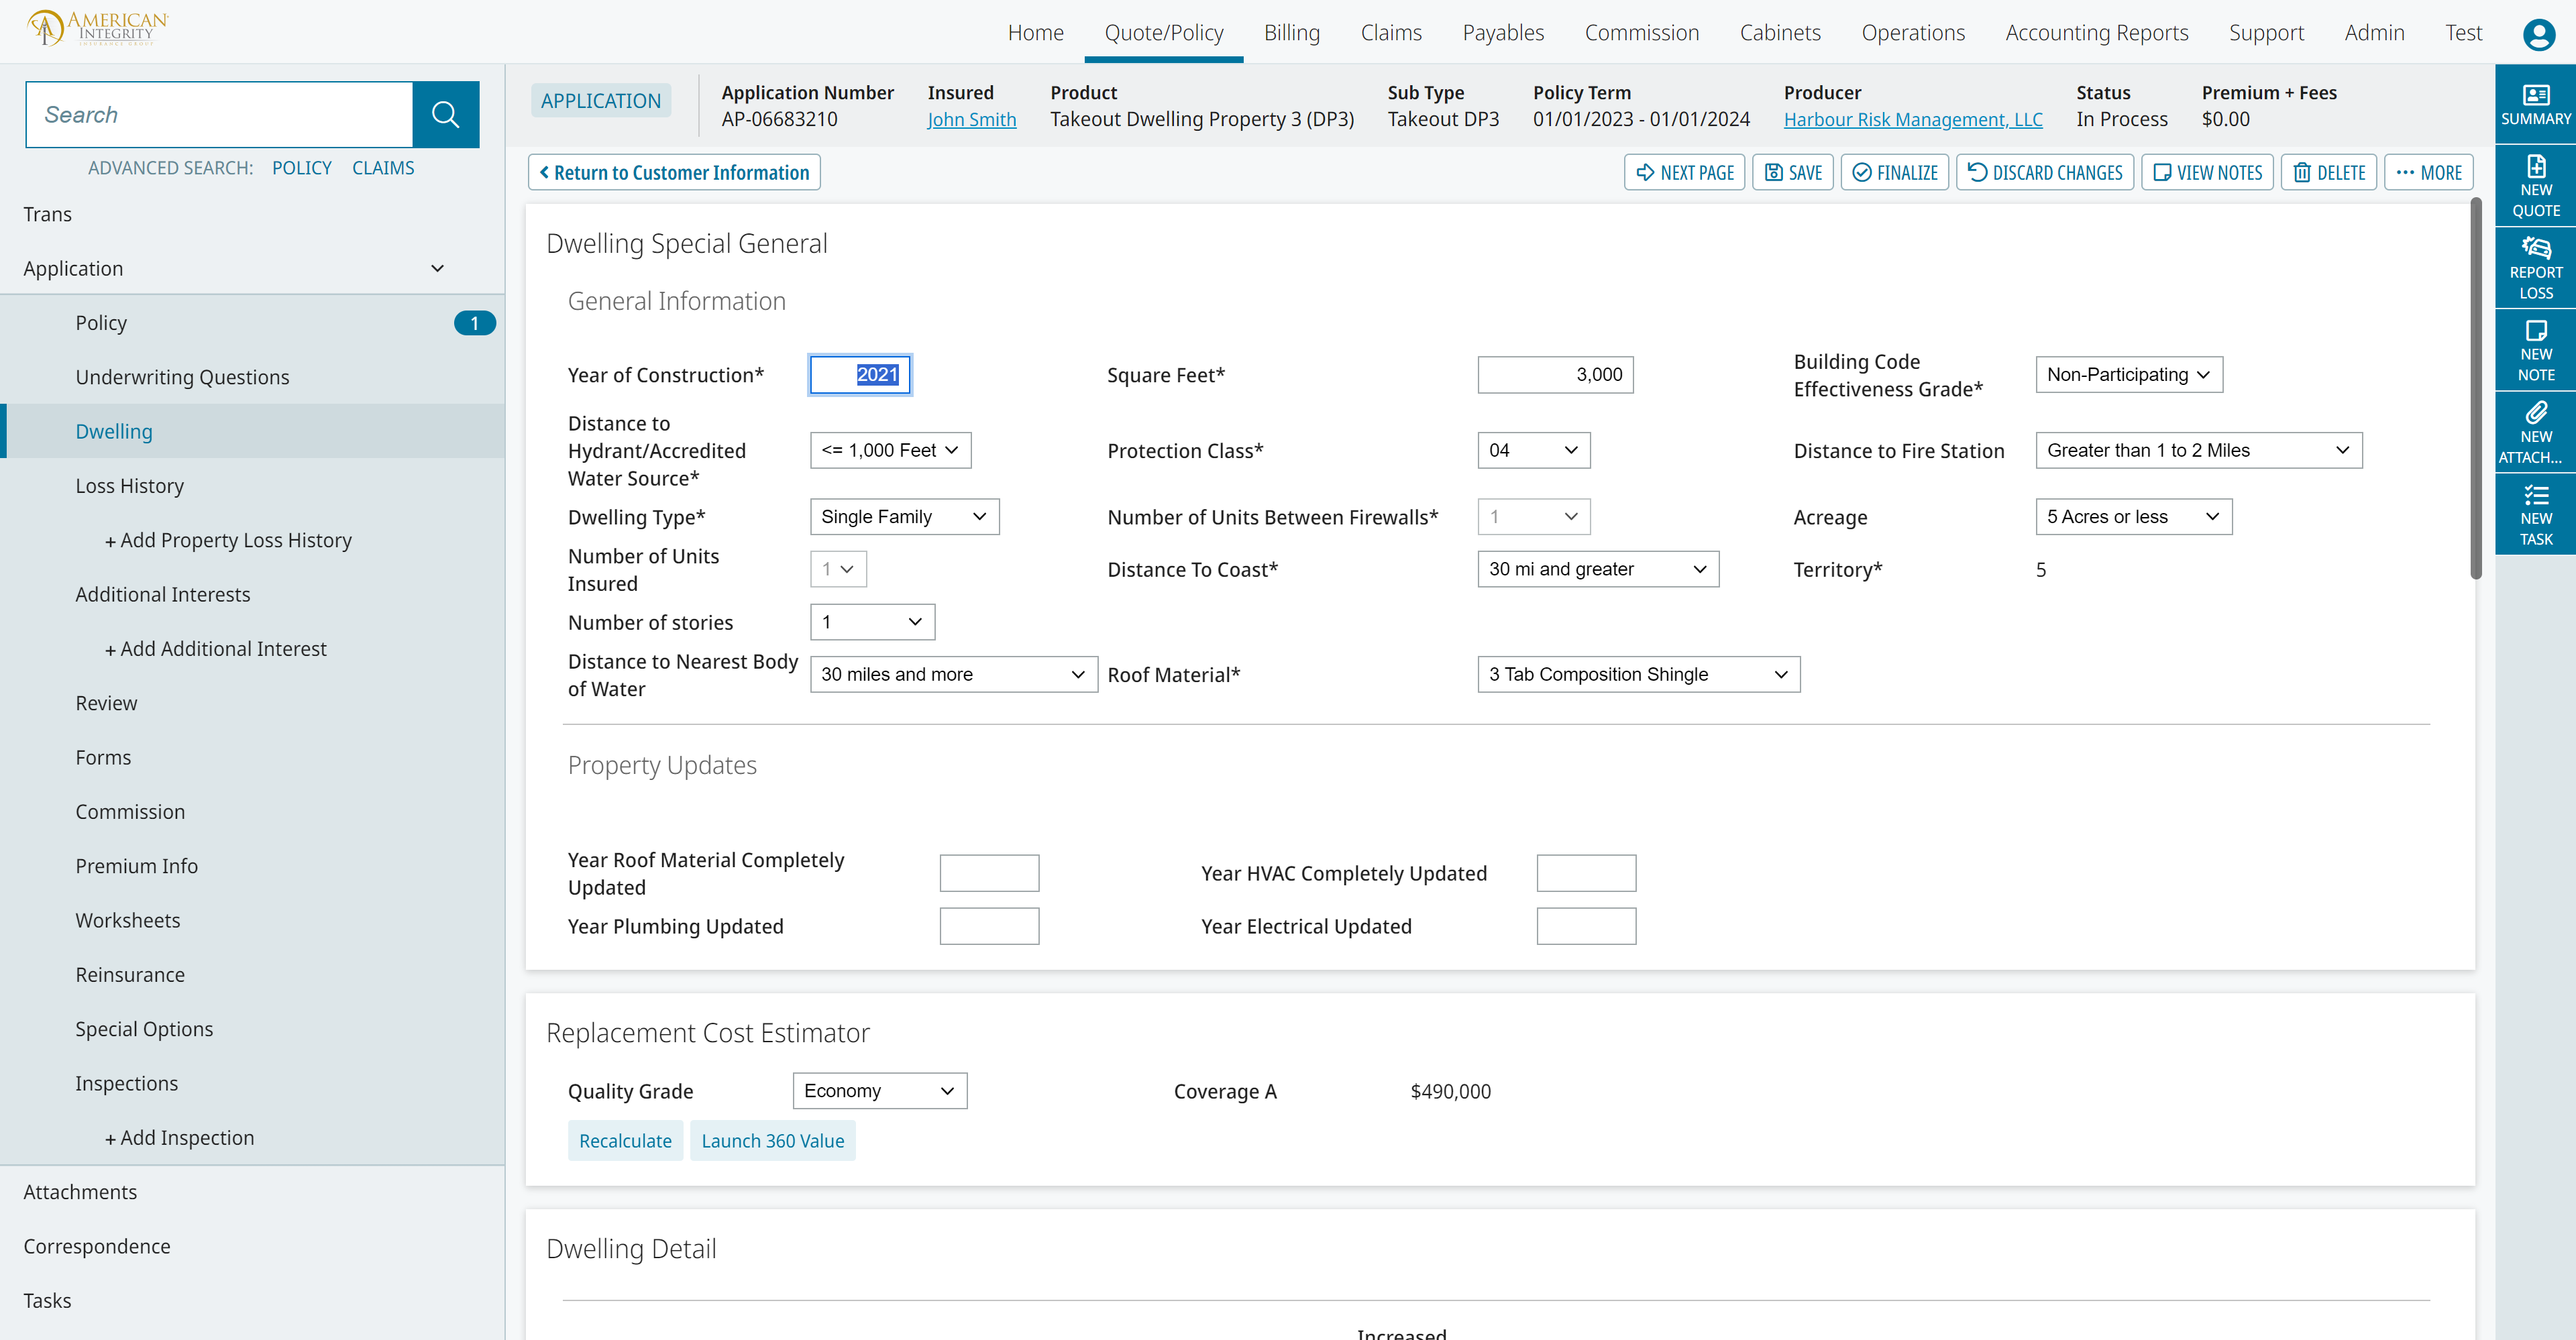 AMERICAN
INTEGRITY
INSURANCE GROUP
Home
Quote/Policy
Billing
Claims
Payables
Commission
Cabinets
Operations
Accounting Reports
Support
Admin
Test
Search
ADVANCED SEARCH: POLICY CLAIMS
Trans
Application
Policy 1
Underwriting Questions
Dwelling
Loss History
+ Add Property Loss History
Additional Interests
+ Add Additional Interest
Review
Forms
Commission
Premium Info
Worksheets
Reinsurance
Special Options
Inspections
+ Add Inspection
Attachments
Correspondence
Tasks
APPLICATION
Application Number
AP-06683210
Insured
John Smith
Product
Takeout Dwelling Property 3 (DP3)
Sub Type
Takeout DP3
Policy Term
01/01/2023 - 01/01/2024
Producer
Harbour Risk Management, LLC
Status
In Process
Premium + Fees
$0.00
Return to Customer Information
NEXT PAGE
SAVE
FINALIZE
DISCARD CHANGES
VIEW NOTES
DELETE
MORE
Dwelling Special General
General Information
Year of Construction* 2021
Square Feet* 3,000
Building Code
Effectiveness Grade* Non-Participating
Distance to
Hydrant/Accredited
Water Source* <= 1,000 Feet
Protection Class* 04
Distance to Fire Station Greater than 1 to 2 Miles
Dwelling Type* Single Family
Number of Units Between Firewalls* 1
Acreage 5 Acres or less
Number of Units
Insured 1
Distance To Coast* 30 mi and greater
Territory* 5
Number of stories 1
Distance to Nearest Body
of Water 30 miles and more
Roof Material* 3 Tab Composition Shingle
Property Updates
Year Roof Material Completely
Updated
Year HVAC Completely Updated
Year Plumbing Updated
Year Electrical Updated
Replacement Cost Estimator
Quality Grade Economy
Coverage A $490,000
Recalculate
Launch 360 Value
Dwelling Detail
Increased
SUMMARY
NEW
QUOTE
REPORT
LOSS
NEW
NOTE
NEW
ATTACH...
NEW
TASK